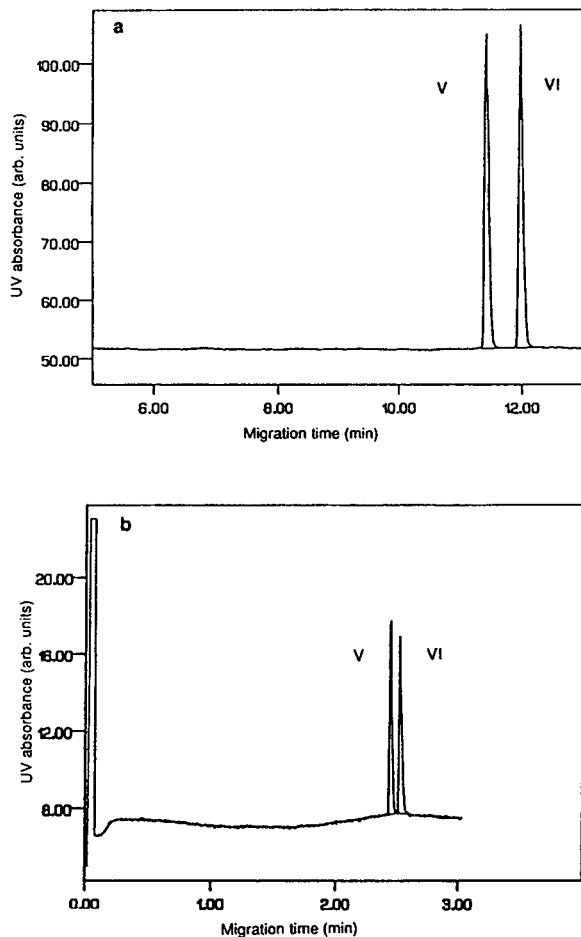 a
V
VI
100.00
90.00
80.00
70.00
60.00
50.00
UV absorbance (arb. units)
6.00 8.00 10.00 12.00
Migration time (min)
b
V
VI
20.00
16.00
12.00
8.00
UV absorbance (arb. units)
0.00 1.00 2.00 3.00
Migration time (min)